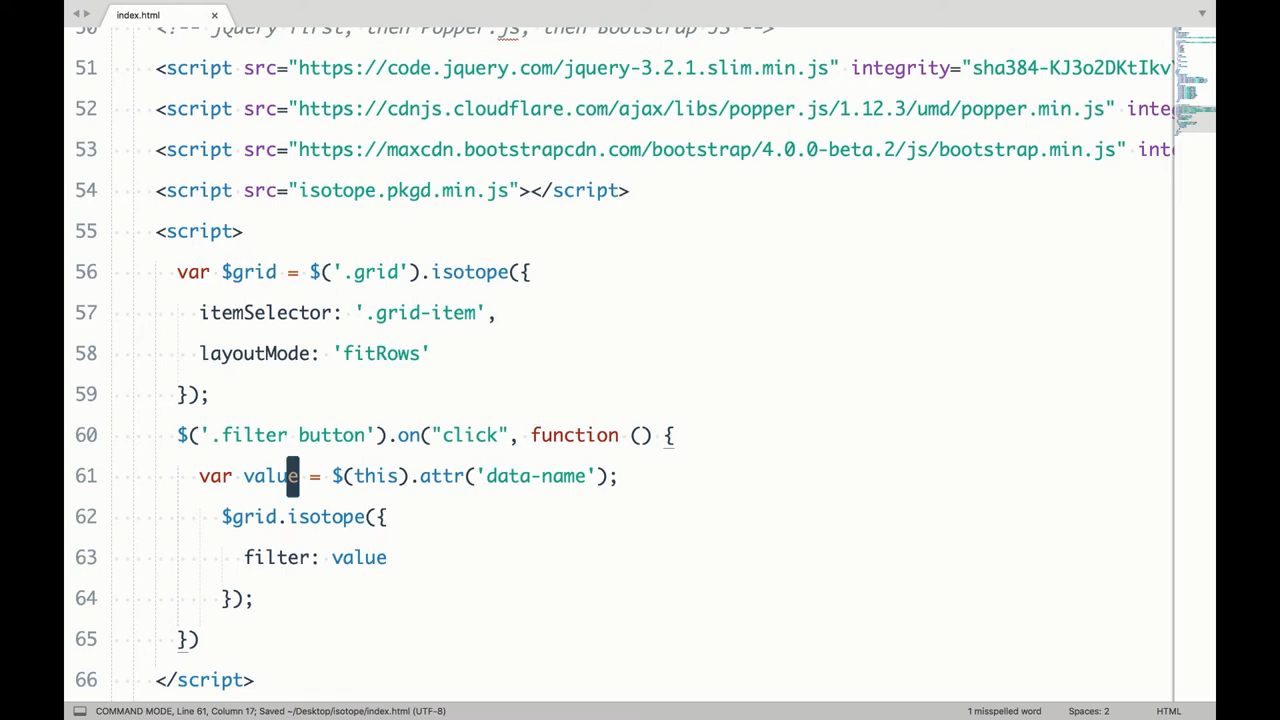 index.html
50 <!-- jQuery first, then Popper.js, then Bootstrap JS -->
51 <script src="https://code.jquery.com/jquery-3.2.1.slim.min.js" integrity="sha384-KJ3o2DKtIkv
52 <script src="https://cdnjs.cloudflare.com/ajax/libs/popper.js/1.12.3/umd/popper.min.js" inte
53 <script src="https://maxcdn.bootstrapcdn.com/bootstrap/4.0.0-beta.2/js/bootstrap.min.js" int
54 <script src="isotope.pkgd.min.js"></script>
55 <script>
56 var $grid = $('.grid').isotope({
57 itemSelector: '.grid-item',
58 layoutMode: 'fitRows'
59 });
60 $('.filter button').on("click", function () {
61 var value = $(this).attr('data-name');
62 $grid.isotope({
63 filter: value
64 });
65 })
66 </script>
COMMAND MODE, Line 61, Column 17; Saved ~/Desktop/isotope/index.html (UTF-8) 1 misspelled word Spaces: 2 HTML